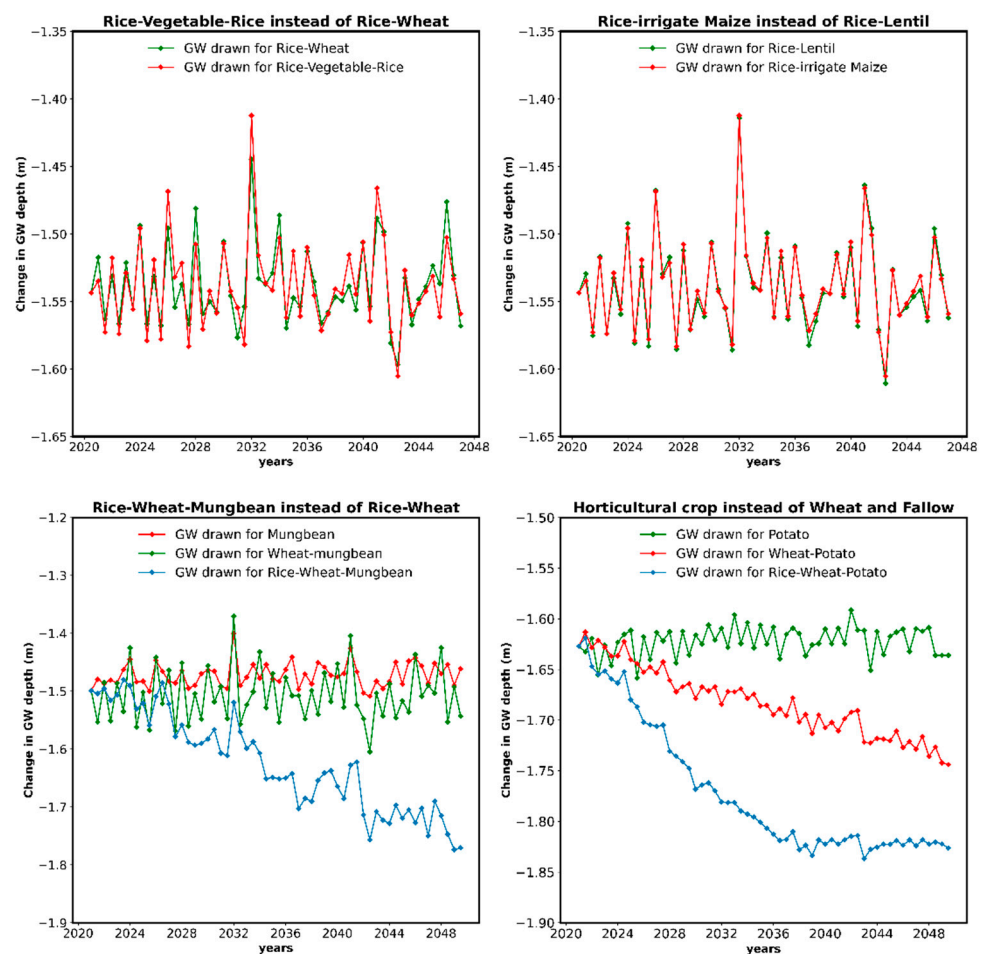 Rice-Vegetable-Rice instead of Rice-Wheat
−1.35
−1.40
−1.45
−1.50
−1.55
−1.60
−1.65
Change in GW depth (m)
GW drawn for Rice-Wheat
GW drawn for Rice-Vegetable-Rice
2020 2024 2028 2032 2036 2040 2044 2048
years
Rice-irrigate Maize instead of Rice-Lentil
−1.35
−1.40
−1.45
−1.50
−1.55
−1.60
−1.65
Change in GW depth (m)
GW drawn for Rice-Lentil
GW drawn for Rice-irrigate Maize
2020 2024 2028 2032 2036 2040 2044 2048
years
Rice-Wheat-Mungbean instead of Rice-Wheat
−1.2
−1.3
−1.4
−1.5
−1.6
−1.7
−1.8
−1.9
Change in GW depth (m)
GW drawn for Mungbean
GW drawn for Wheat-mungbean
GW drawn for Rice-Wheat-Mungbean
2020 2024 2028 2032 2036 2040 2044 2048
years
Horticultural crop instead of Wheat and Fallow
−1.50
−1.55
−1.60
−1.65
−1.70
−1.75
−1.80
−1.85
−1.90
Change in GW depth (m)
GW drawn for Potato
GW drawn for Wheat-Potato
GW drawn for Rice-Wheat-Potato
2020 2024 2028 2032 2036 2040 2044 2048
years